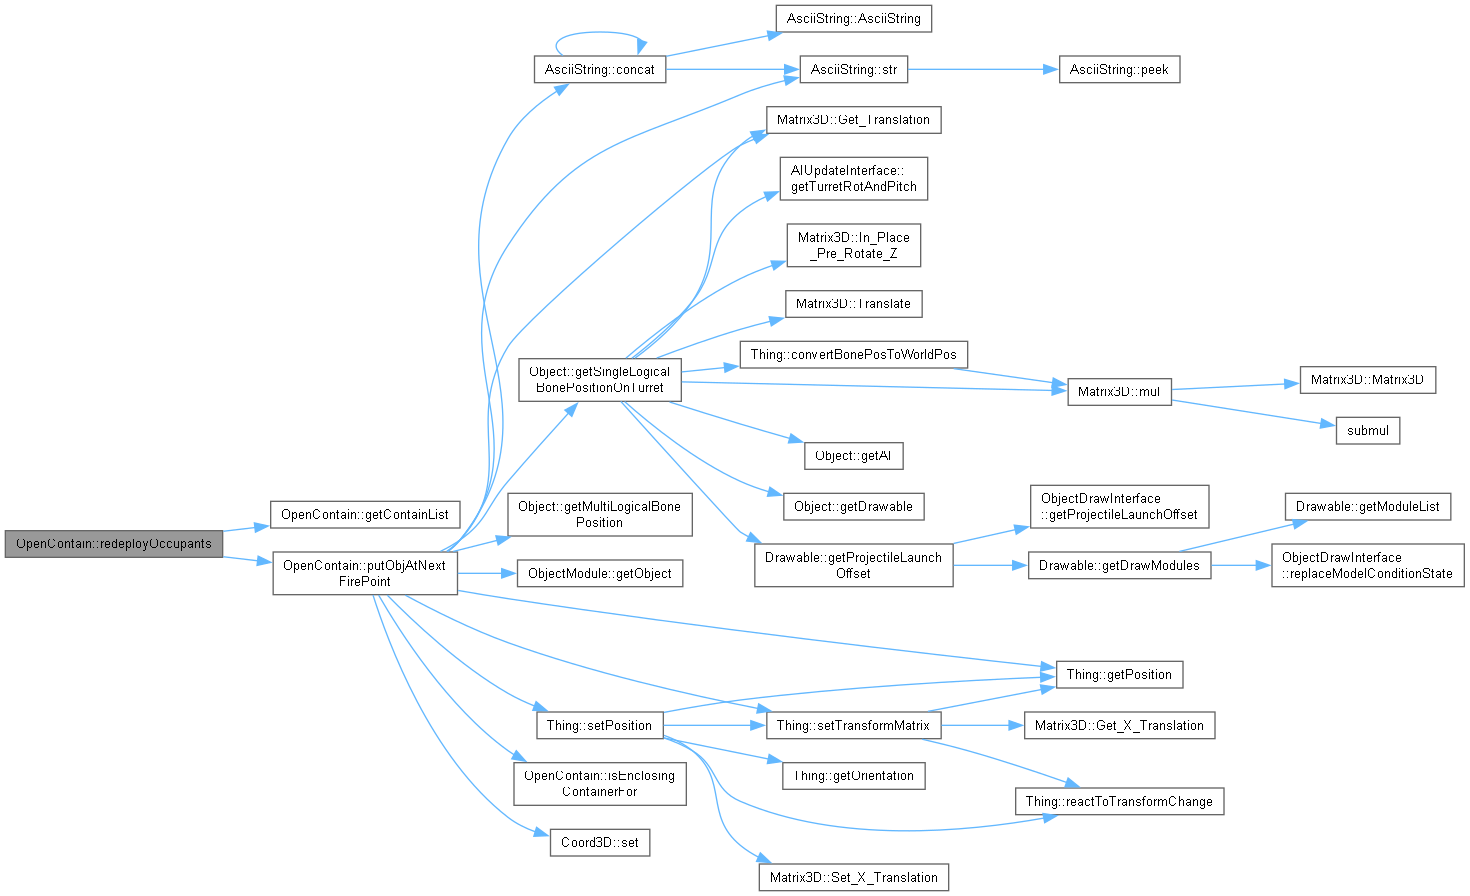 AsciiString::AsciiString
AsciiString::concat
AsciiString::str
AsciiString::peek
Matrix3D::Get_Translation
AIUpdateInterface::
getTurretRotAndPitch
Matrix3D::In_Place
_Pre_Rotate_Z
Matrix3D::Translate
Thing::convertBonePosToWorldPos
Object::getSingleLogical
BonePositionOnTurret
Matrix3D::mul
Matrix3D::Matrix3D
submul
Object::getAI
Object::getDrawable
Object::getMultiLogicalBone
Position
OpenContain::getContainList
OpenContain::redeployOccupants
OpenContain::putObjAtNext
FirePoint
ObjectModule::getObject
Drawable::getProjectileLaunch
Offset
ObjectDrawInterface
::getProjectileLaunchOffset
Drawable::getDrawModules
Drawable::getModuleList
ObjectDrawInterface
::replaceModelConditionState
Thing::getPosition
Thing::setPosition
Thing::setTransformMatrix
Matrix3D::Get_X_Translation
OpenContain::isEnclosing
ContainerFor
Thing::getOrientation
Thing::reactToTransformChange
Coord3D::set
Matrix3D::Set_X_Translation